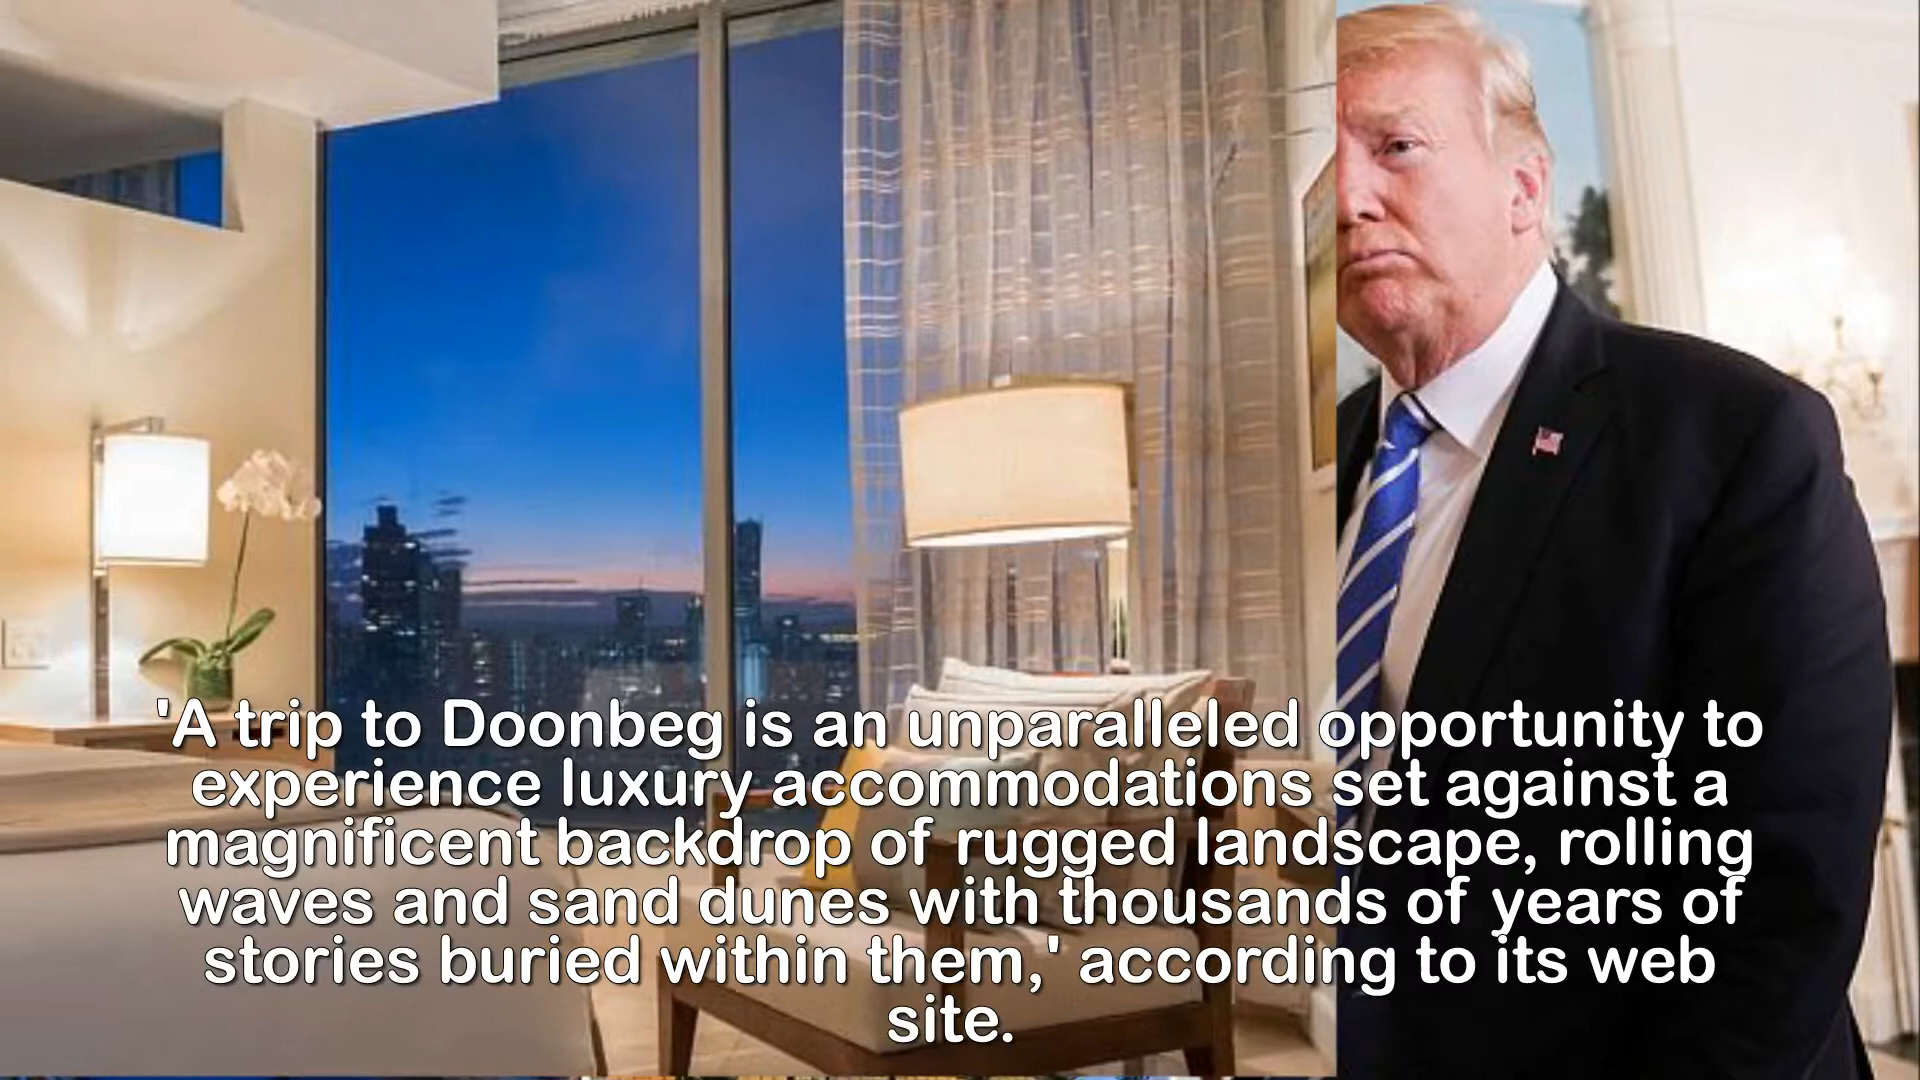 'A trip to Doonbeg is an unparalleled opportunity to
experience luxury accommodations set against a
magnificent backdrop of rugged landscape, rolling
waves and sand dunes with thousands of years of
stories buried within them,' according to its web
site.